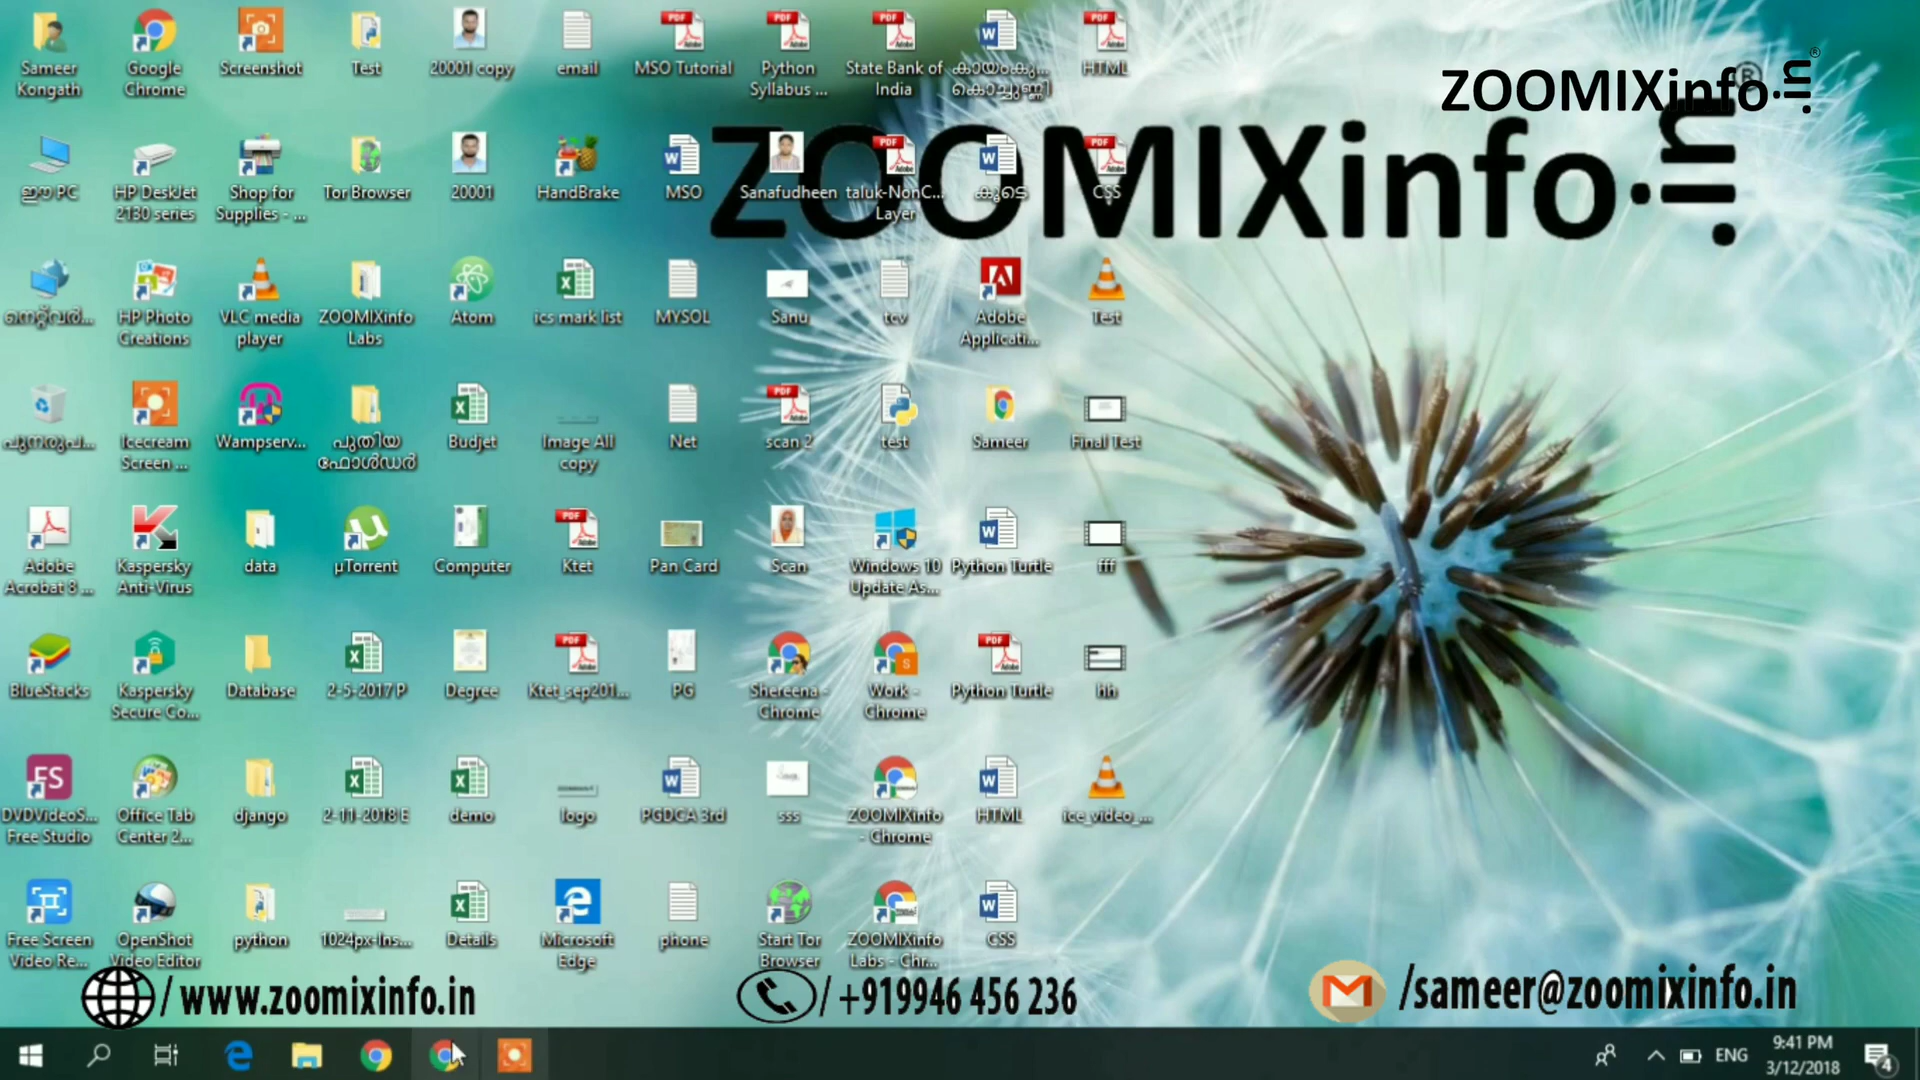 Sameer
Kongath
Google
Chrome
Screenshot
Test
20001 copy
email
MSO Tutorial
Python
Syllabus ...
State Bank of
India
കൊച്ചുണ്ണി
HTML
ZOOMIXinfo.in
®
ZOOMIXinfo.in
®
ഈ PC
HP DeskJet
2130 series
Shop for
Supplies - ...
Tor Browser
20001
HandBrake
MSO
Sanafudheen
taluk-NonC...
Layer
CSS
HP Photo
Creations
VLC media
player
ZOOMIXinfo
Labs
Atom
ics mark list
MYSQL
Sanu
tcv
Adobe
Applicati...
Test
Icecream
Screen ...
Wampserv...
പുതിയ
ഫോൾഡർ
Budjet
Image All
copy
Net
scan 2
test
Sameer
Final Test
Adobe
Acrobat 8 ...
Kaspersky
Anti-Virus
data
µTorrent
Computer
Ktet
Pan Card
Scan
Windows 10
Update As...
Python Turtle
fff
BlueStacks
Kaspersky
Secure Co...
Database
2-5-2017 P
Degree
Ktet_sep201...
PG
Shereena -
Chrome
Work -
Chrome
Python Turtle
hh
DVDVideoS...
Free Studio
Office Tab
Center 2...
django
2-11-2018 E
demo
logo
PGDCA 3rd
sss
ZOOMIXinfo
- Chrome
HTML
ice_video_...
Free Screen
Video Re...
OpenShot
Video Editor
python
1024px-Ins...
Details
Microsoft
Edge
phone
Start Tor
Browser
ZOOMIXinfo
Labs - Chr...
CSS
/ www.zoomixinfo.in
/ +919946 456 236
/sameer@zoomixinfo.in
ENG
9:41 PM
3/12/2018
4